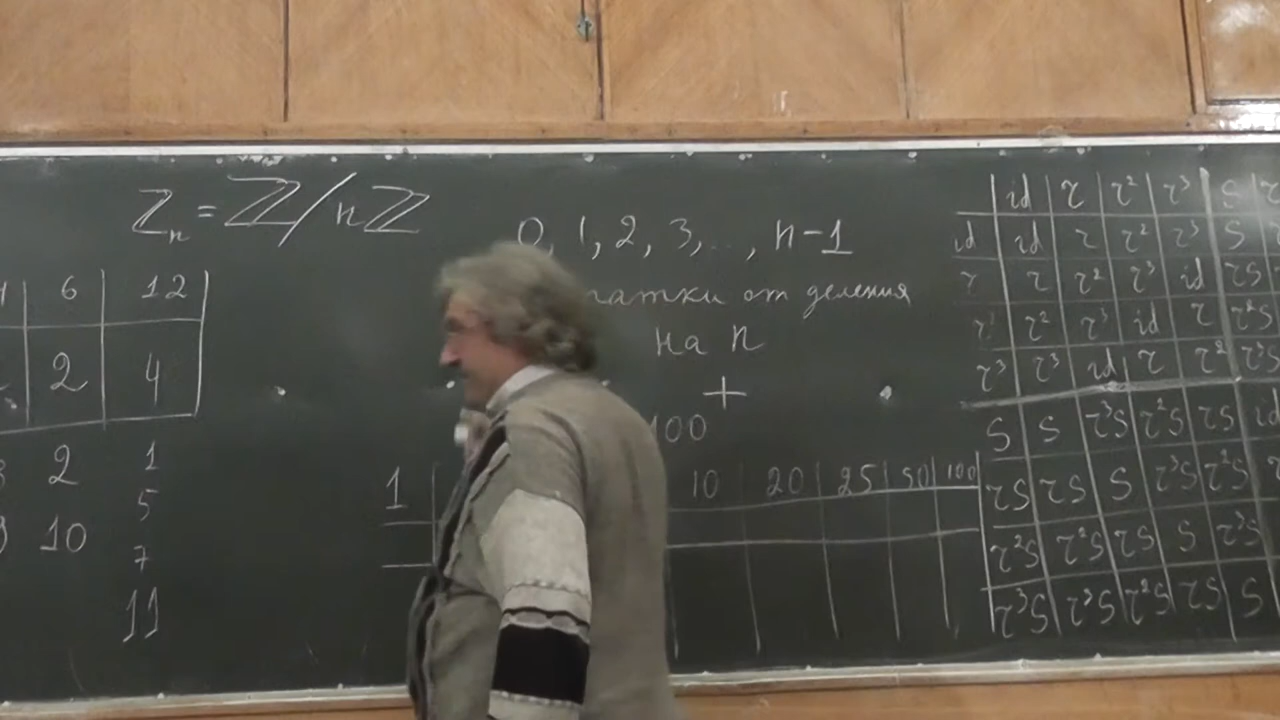 ℤₙ = ℤ/nℤ
0, 1, 2, 3, ..., n-1
от деления
на n
+
100
6 12
2 4
2 1
10 5
7
11
1 10 20 25 50 100
id τ τ² τ³ S
id id τ τ² τ³ S
τ τ τ² τ³ id τS
τ² τ² τ³ id τ τ²S
τ³ τ³ id τ τ² τ³S
S S τ³S τ²S τS id
τS τS S τ³S τ²S
τ²S τ²S τS S τ³S
τ³S τ³S τ²S τS S